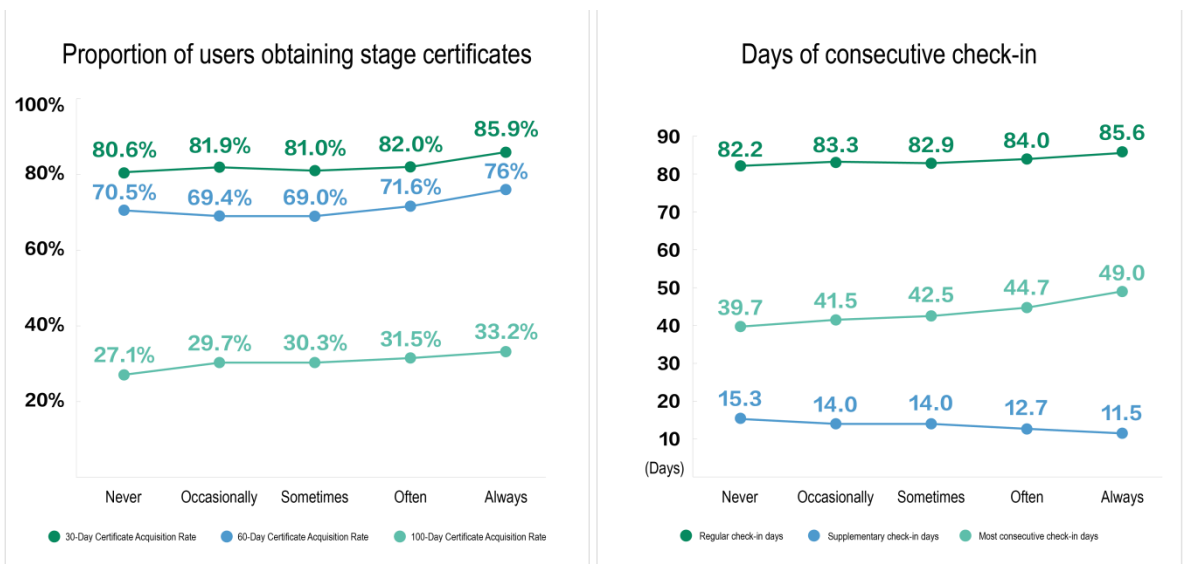 Proportion of users obtaining stage certificates
100%
80%
60%
40%
20%
80.6% 81.9% 81.0% 82.0% 85.9%
70.5% 69.4% 69.0% 71.6% 76%
27.1% 29.7% 30.3% 31.5% 33.2%
Never Occasionally Sometimes Often Always
30-Day Certificate Acquisition Rate 60-Day Certificate Acquisition Rate 100-Day Certificate Acquisition Rate
Days of consecutive check-in
90
80
70
60
50
40
30
20
10
(Days)
82.2 83.3 82.9 84.0 85.6
39.7 41.5 42.5 44.7 49.0
15.3 14.0 14.0 12.7 11.5
Never Occasionally Sometimes Often Always
Regular check-in days Supplementary check-in days Most consecutive check-in days